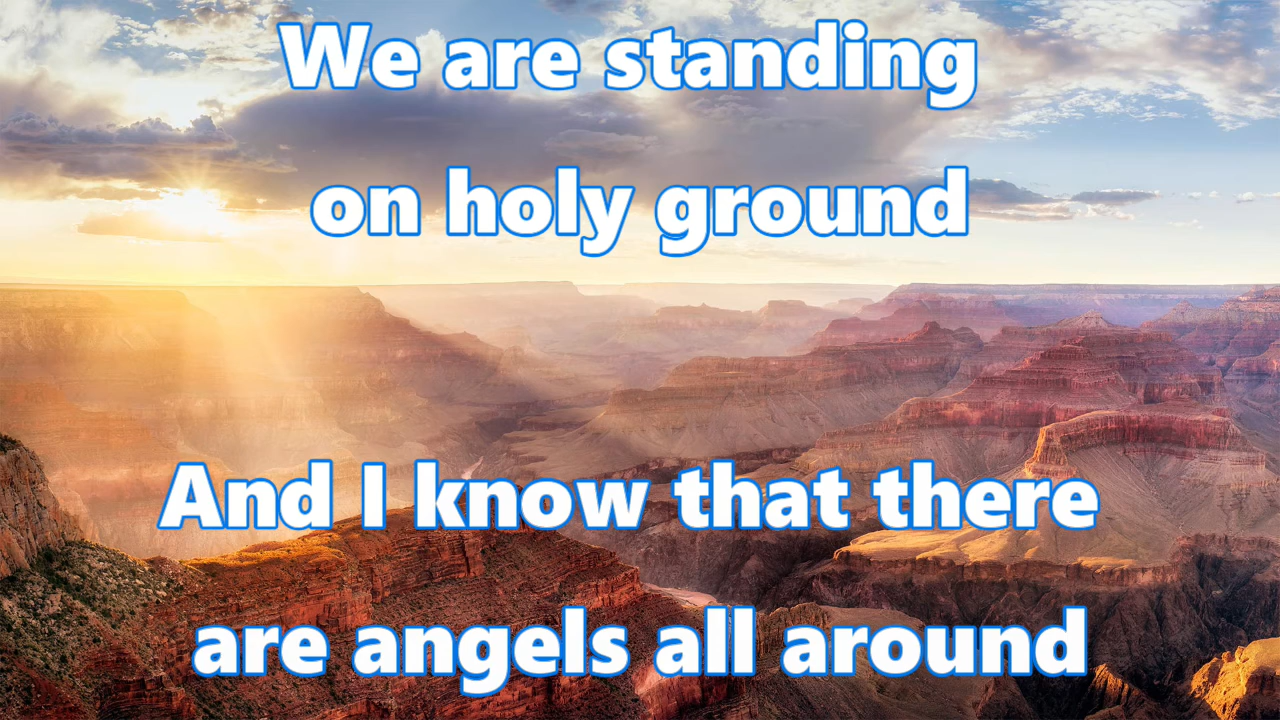 We are standing
on holy ground
And I know that there
are angels all around